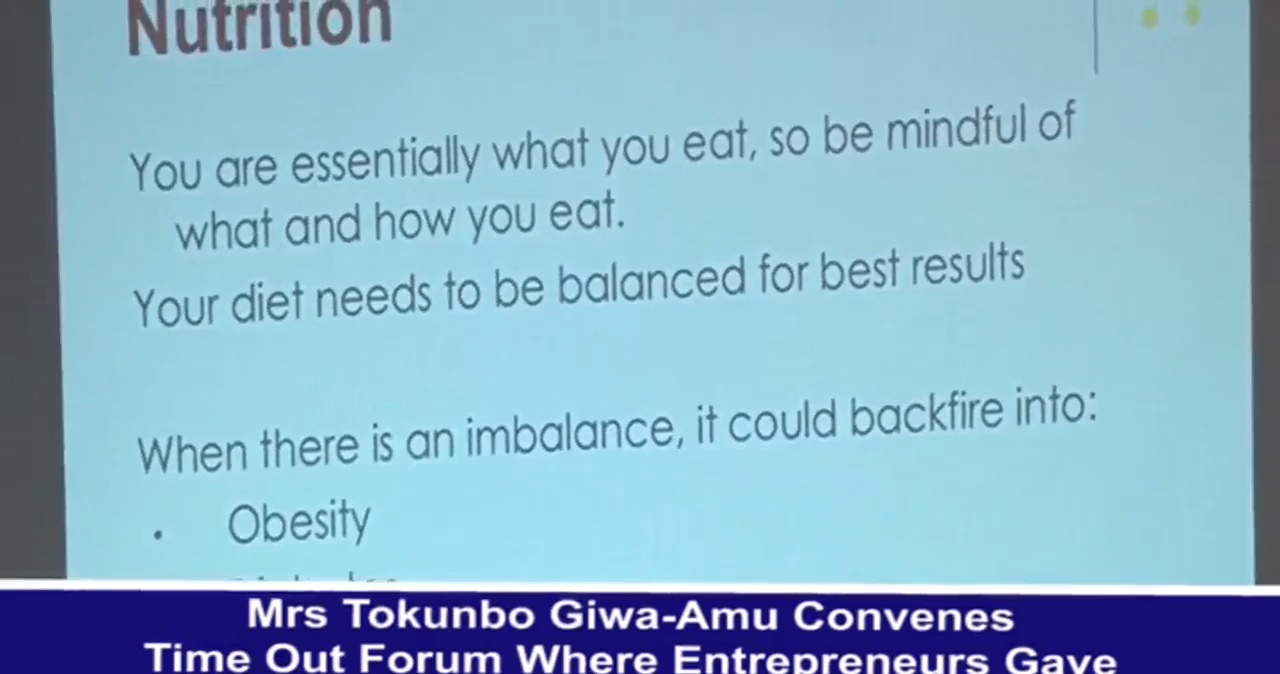 Nutrition
You are essentially what you eat, so be mindful of
what and how you eat.
Your diet needs to be balanced for best results
When there is an imbalance, it could backfire into:
. Obesity
Mrs Tokunbo Giwa-Amu Convenes
Time Out Forum Where Entrepreneurs Gave